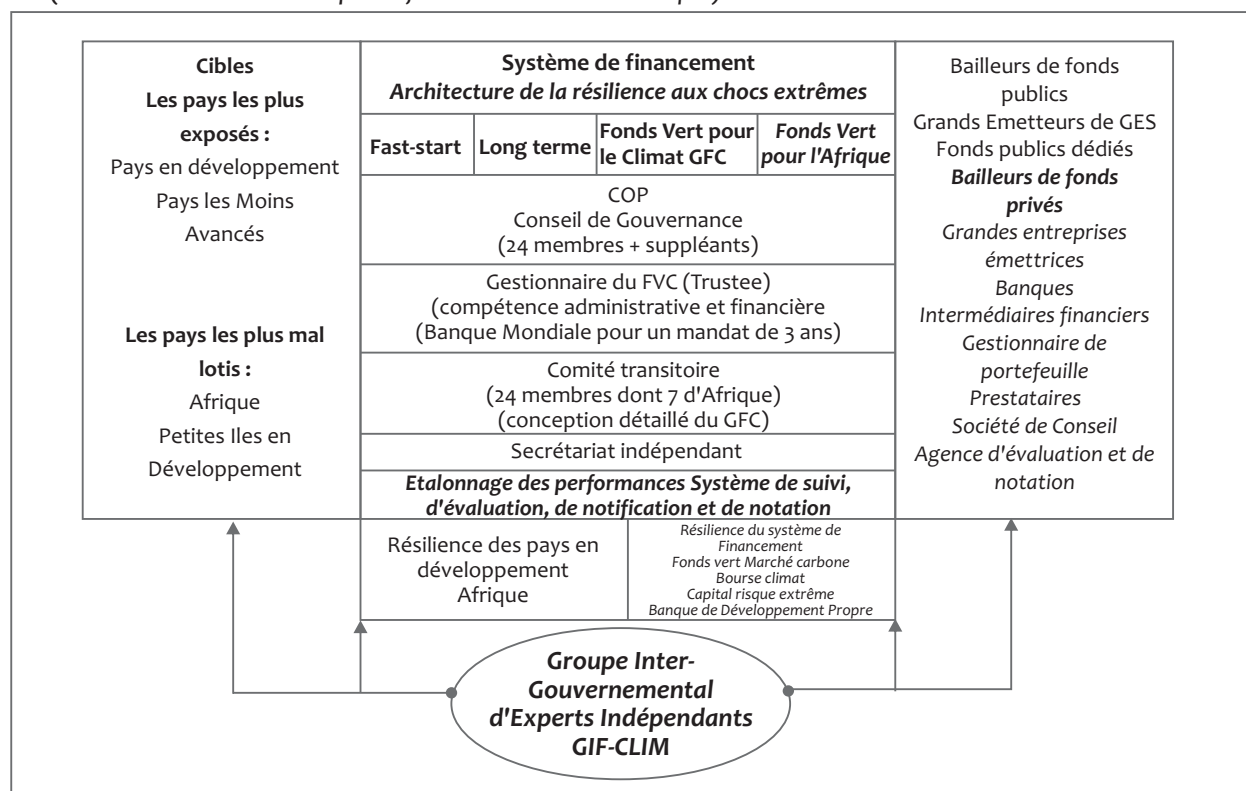 Cibles
Les pays les plus
exposés :
Pays en développement
Pays les Moins
Avancés
Les pays les plus mal
lotis :
Afrique
Petites Iles en
Développement
Système de financement
Architecture de la résilience aux chocs extrêmes
Fast-start
Long terme
Fonds Vert pour
le Climat GFC
Fonds Vert
pour l'Afrique
COP
Conseil de Gouvernance
(24 membres + suppléants)
Gestionnaire du FVC (Trustee)
(compétence administrative et financière
(Banque Mondiale pour un mandat de 3 ans)
Comité transitoire
(24 membres dont 7 d'Afrique)
(conception détaillé du GFC)
Secrétariat indépendant
Etalonnage des performances Système de suivi,
d'évaluation, de notification et de notation
Résilience des pays en
développement
Afrique
Résilience du système de
Financement
Fonds vert Marché carbone
Bourse climat
Capital risque extrême
Banque de Développement Propre
Bailleurs de fonds
publics
Grands Emetteurs de GES
Fonds publics dédiés
Bailleurs de fonds
privés
Grandes entreprises
émettrices
Banques
Intermédiaires financiers
Gestionnaire de
portefeuille
Prestataires
Société de Conseil
Agence d'évaluation et de
notation
Groupe Inter-
Gouvernemental
d'Experts Indépendants
GIF-CLIM